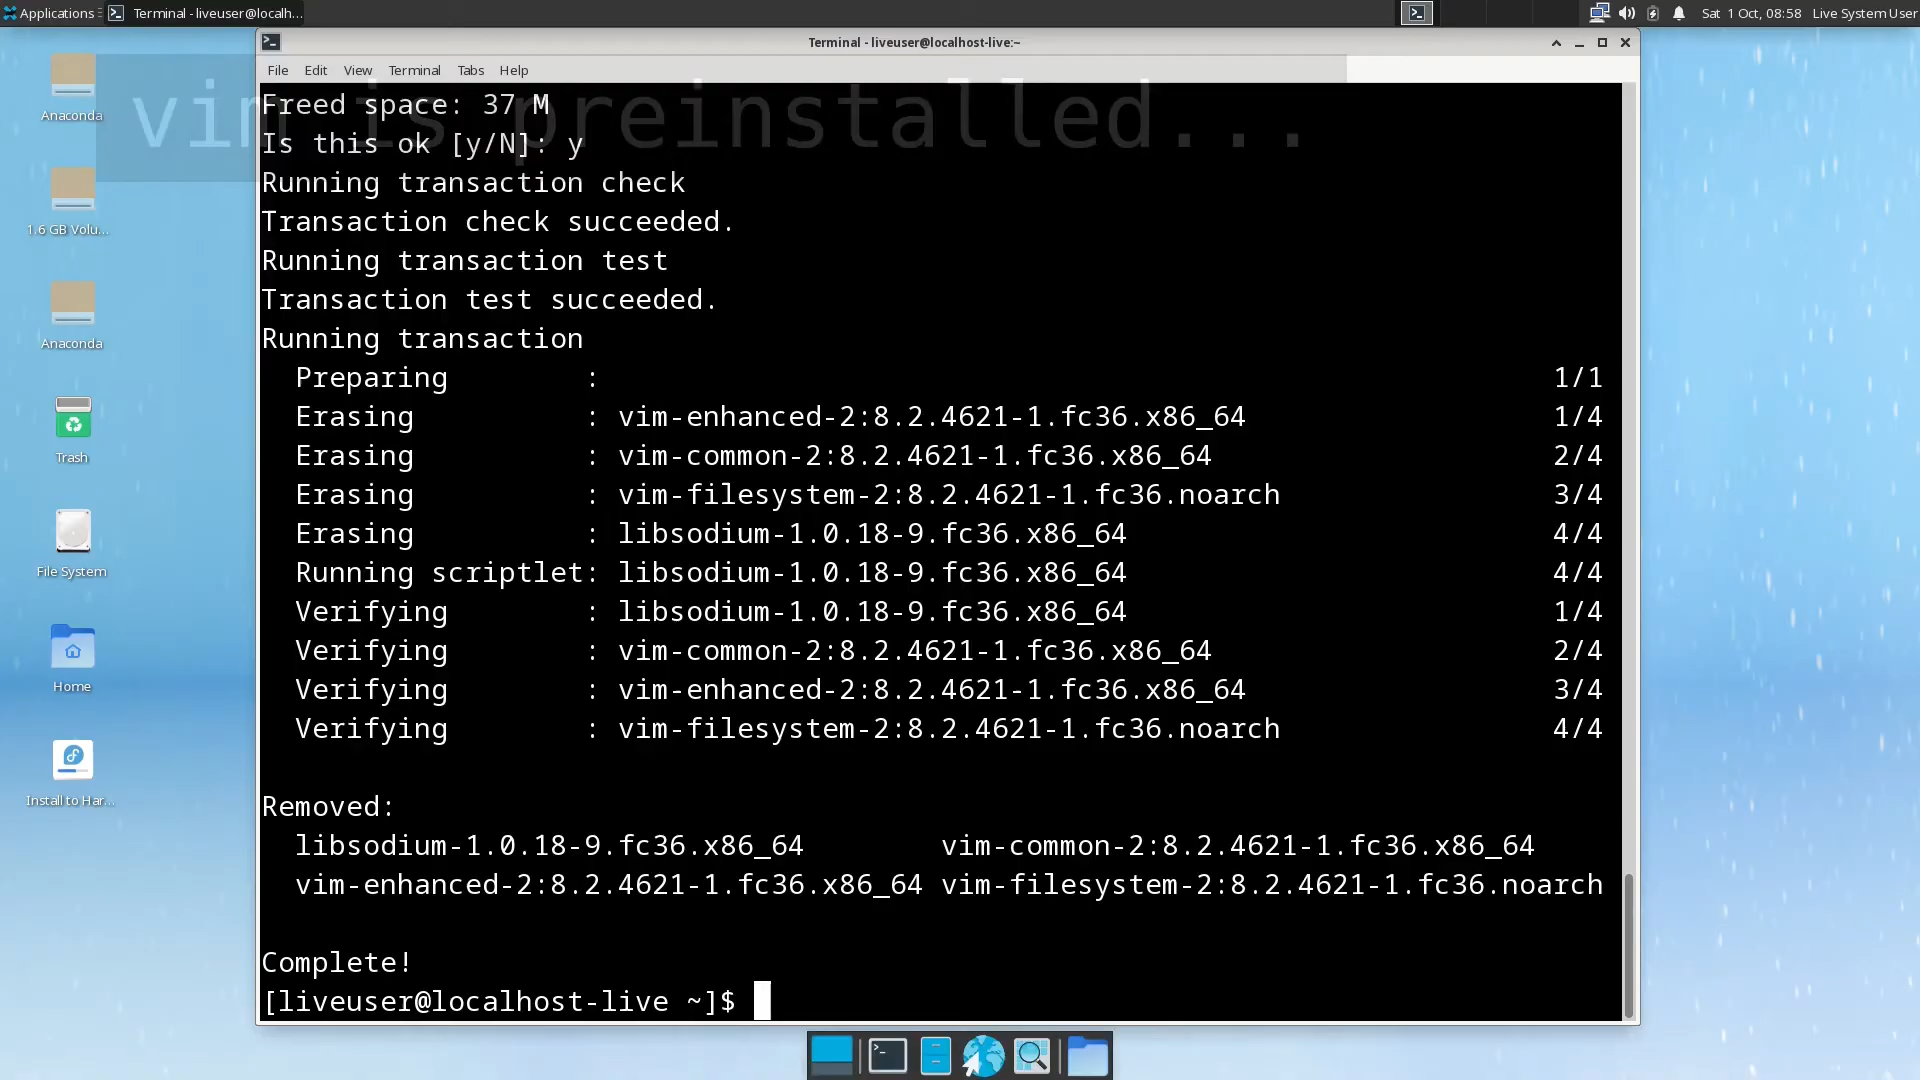 Applications
Terminal - liveuser@localh...
Sat 1 Oct, 08:58
Live System User
Terminal - liveuser@localhost-live:~
File Edit View Terminal Tabs Help
vim is preinstalled...
Freed space: 37 M
Is this ok [y/N]: y
Running transaction check
Transaction check succeeded.
Running transaction test
Transaction test succeeded.
Running transaction
Preparing : 1/1
Erasing : vim-enhanced-2:8.2.4621-1.fc36.x86_64 1/4
Erasing : vim-common-2:8.2.4621-1.fc36.x86_64 2/4
Erasing : vim-filesystem-2:8.2.4621-1.fc36.noarch 3/4
Erasing : libsodium-1.0.18-9.fc36.x86_64 4/4
Running scriptlet: libsodium-1.0.18-9.fc36.x86_64 4/4
Verifying : libsodium-1.0.18-9.fc36.x86_64 1/4
Verifying : vim-common-2:8.2.4621-1.fc36.x86_64 2/4
Verifying : vim-enhanced-2:8.2.4621-1.fc36.x86_64 3/4
Verifying : vim-filesystem-2:8.2.4621-1.fc36.noarch 4/4
Removed:
libsodium-1.0.18-9.fc36.x86_64 vim-common-2:8.2.4621-1.fc36.x86_64
vim-enhanced-2:8.2.4621-1.fc36.x86_64 vim-filesystem-2:8.2.4621-1.fc36.noarch
Complete!
[liveuser@localhost-live ~]$
Anaconda
1.6 GB Volu...
Anaconda
Trash
File System
Home
Install to Har...